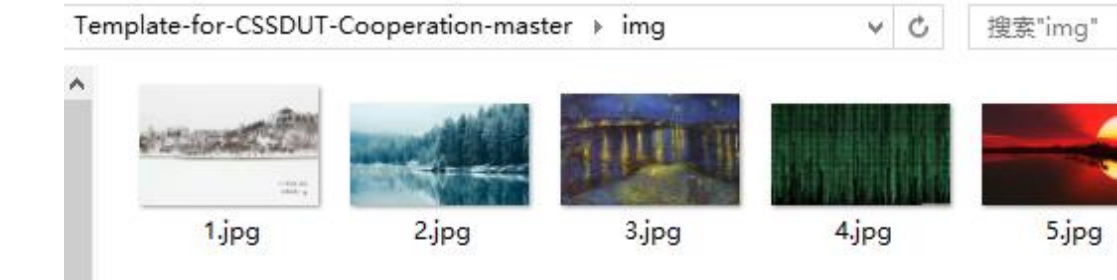 Template-for-CSSDUT-Cooperation-master img
搜索"img"
1.jpg
2.jpg
3.jpg
4.jpg
5.jpg